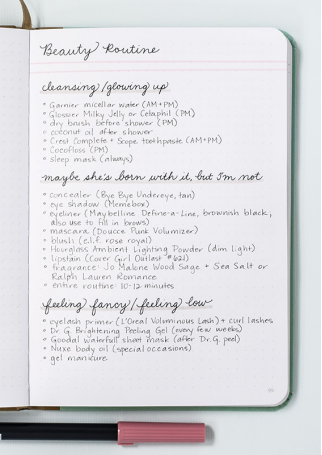 Beauty Routine
cleansing/glowing up
° Garnier micellar water (AM+PM)
° Glossier Milky Jelly or Cetaphil (PM)
° dry brush before shower (PM)
° coconut oil after shower
° Crest Complete + Scope toothpaste (AM+PM)
° CocoFloss (PM)
° sleep mask (always)
maybe she's born with it, but I'm not
° concealer (Bye Bye Undereye, tan)
° eye shadow (Memebox)
° eyeliner (Maybelline Define-a-Line, brownish black;
also use to fill in brows)
° mascara (Doucce Punk Volumizer)
° blush (e.l.f. rose royal)
° Hourglass Ambient Lighting Powder (dim light)
° lipstain (Cover Girl Outlast #621)
° fragrance: Jo Malone Wood Sage + Sea Salt or
Ralph Lauren Romance
° entire routine: 10-12 minutes
feeling fancy/feeling low
° eyelash primer (L'Oreal Voluminous Lash) + curl lashes
° Dr. G. Brightening Peeling Gel (every few weeks)
° Goodal waterfull sheet mask (after Dr. G. peel)
° Nuxe body oil (special occasions)
° gel manicure